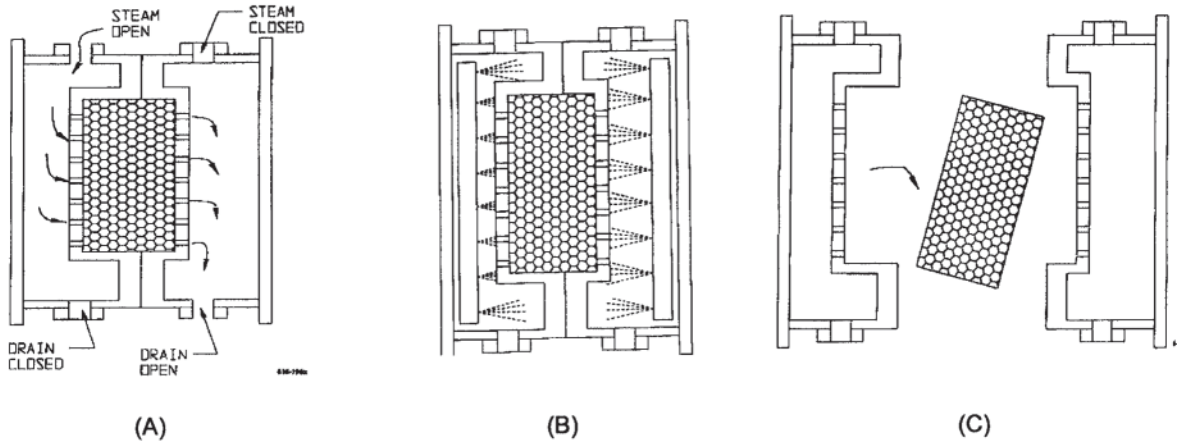 STEAM
OPEN
STEAM
CLOSED
DRAIN
CLOSED
DRAIN
OPEN
(A)
(B)
(C)